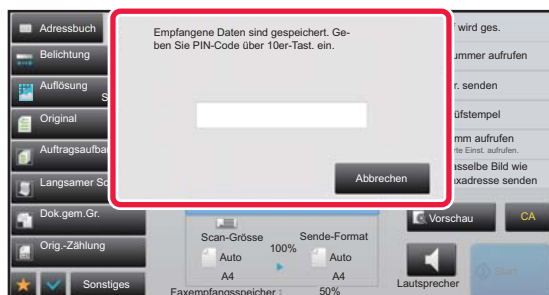 Adressbuch
Belichtung
Auflösung
S
Original
Auftragsaufba
Langsamer Sc
Dok.gem.Gr.
Orig.-Zählung
Sonstiges
Empfangene Daten sind gespeichert. Ge-
ben Sie PIN-Code über 10er-Tast. ein.
Abbrechen
wird ges.
ummer aufrufen
r. senden
üfstempel
mm aufrufen
rte Einst. aufrufen.
asselbe Bild wie
axadresse senden
Vorschau
CA
Scan-Grösse
Sende-Format
100%
Auto
A4
Auto
A4
Faxempfangsspeicher :
50%
Lautsprecher
Start